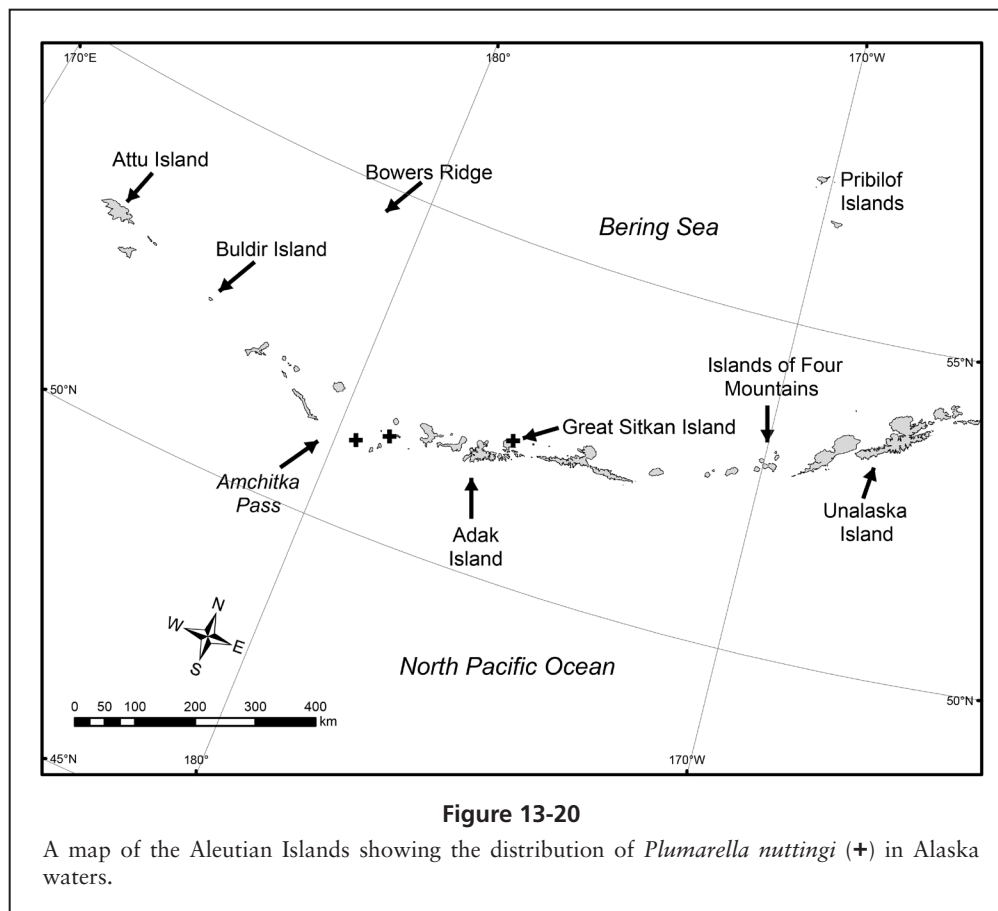 170°E
180°
170°W
Attu Island
Bowers Ridge
Pribilof
Islands
Bering Sea
Buldir Island
55°N
Islands of Four
Mountains
50°N
Great Sitkan Island
Amchitka
Pass
Adak
Island
Unalaska
Island
N
W
E
S
North Pacific Ocean
50°N
0 50 100 200 300 400
km
45°N
180°
170°W
Figure 13-20
A map of the Aleutian Islands showing the distribution of Plumarella nuttingi (+) in Alaska
waters.